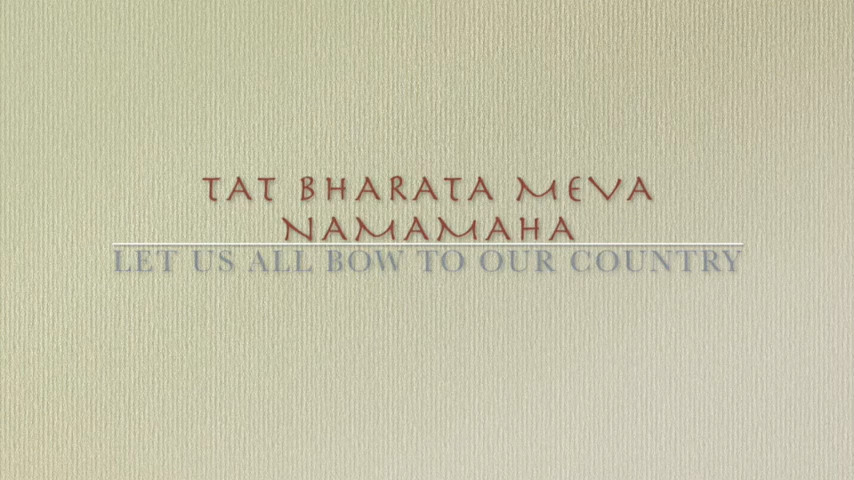 TAT BHARATA MEVA
NAMAMAHA
LET US ALL BOW TO OUR COUNTRY